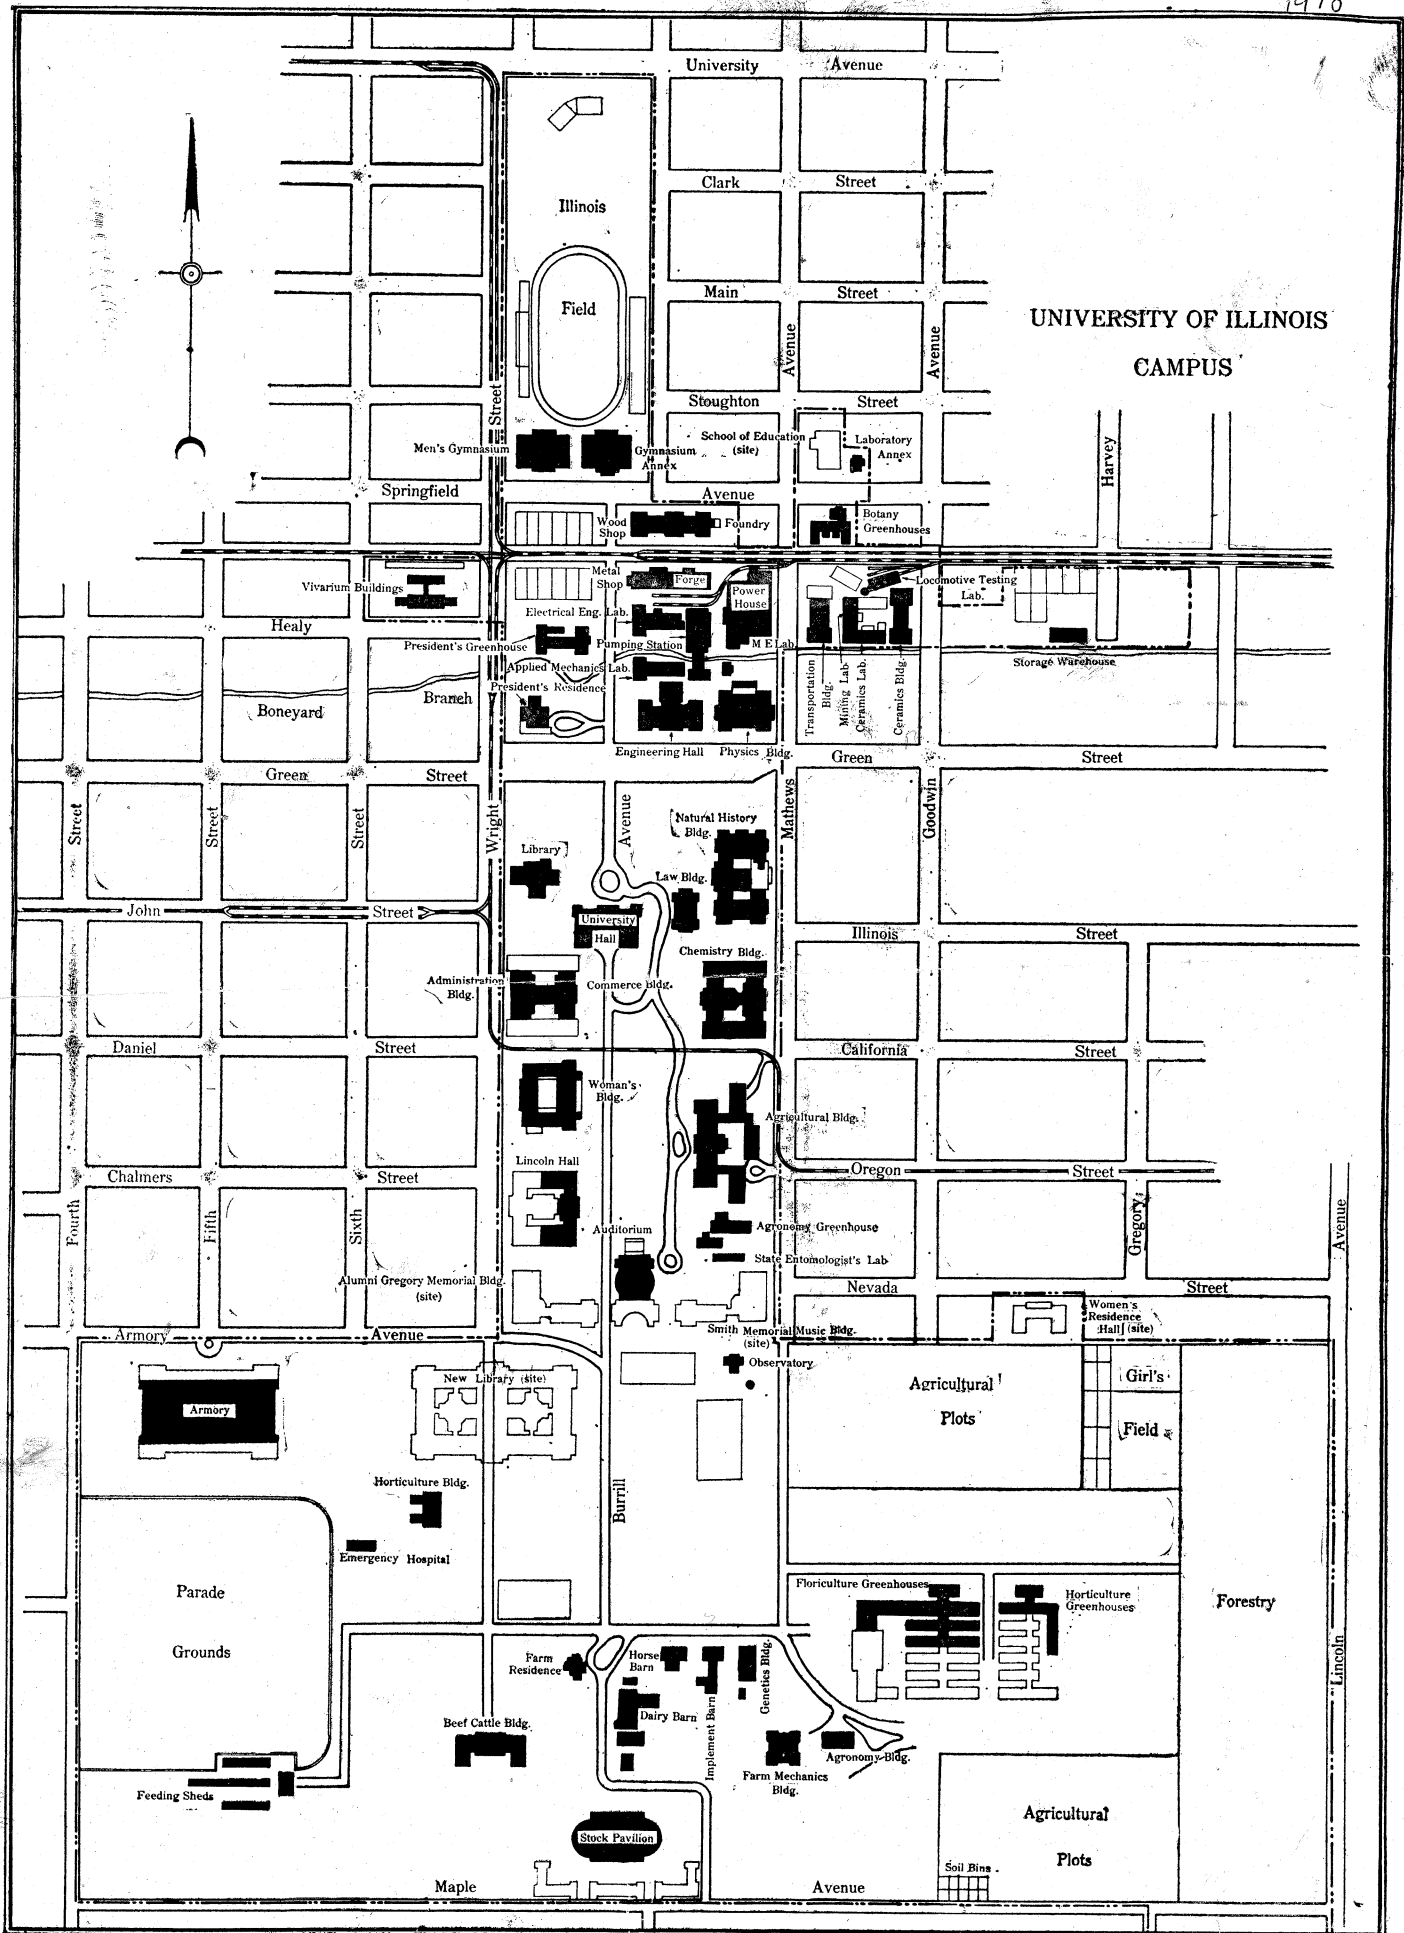 1910
University Avenue
Clark Street
Illinois
Main Street
Field
UNIVERSITY OF ILLINOIS
CAMPUS
Avenue
Avenue
Street
Stoughton Street
Men's Gymnasium
Gymnasium
Annex
School of Education
(site)
Laboratory
Annex
Harvey
Springfield Avenue
Wood
Shop
Foundry
Botany
Greenhouses
Vivarium Buildings
Metal
Shop
Forge
Power
House
Locomotive Testing
Lab.
Electrical Eng. Lab.
Healy
President's Greenhouse
Pumping Station
M E Lab.
Applied Mechanics Lab.
President's Residence
Storage Warehouse
Transportation
Bldg.
Mining Lab
Ceramics Lab.
Ceramics Bldg.
Boneyard Branch
Engineering Hall
Physics Bldg.
Green Street
Green Street
Street
Street
Street
Wright
Avenue
Mathews
Goodwin
Natural History
Bldg.
Library
Law Bldg.
John Street
University
Hall
Illinois Street
Chemistry Bldg.
Administration
Bldg.
Commerce Bldg.
Daniel Street
California Street
Woman's
Bldg.
Agricultural Bldg.
Lincoln Hall
Chalmers Street
Oregon Street
Fourth
Fifth
Sixth
Gregory
Avenue
Auditorium
Agronomy Greenhouse
State Entomologist's Lab
Alumni Gregory Memorial Bldg.
(site)
Nevada Street
Women's
Residence
Hall (site)
Armory Avenue
Smith Memorial Music Bldg.
(site)
Observatory
New Library (site)
Armory
Agricultural
Plots
Girl's
Field
Horticulture Bldg.
Burrill
Emergency Hospital
Parade
Grounds
Floriculture Greenhouses
Horticulture
Greenhouses
Forestry
Lincoln
Farm
Residence
Horse
Barn
Genetics Bldg.
Dairy Barn
Implement Barn
Beef Cattle Bldg.
Agronomy Bldg.
Farm Mechanics
Bldg.
Feeding Sheds
Agricultural
Plots
Stock Pavilion
Soil Bins
Maple Avenue